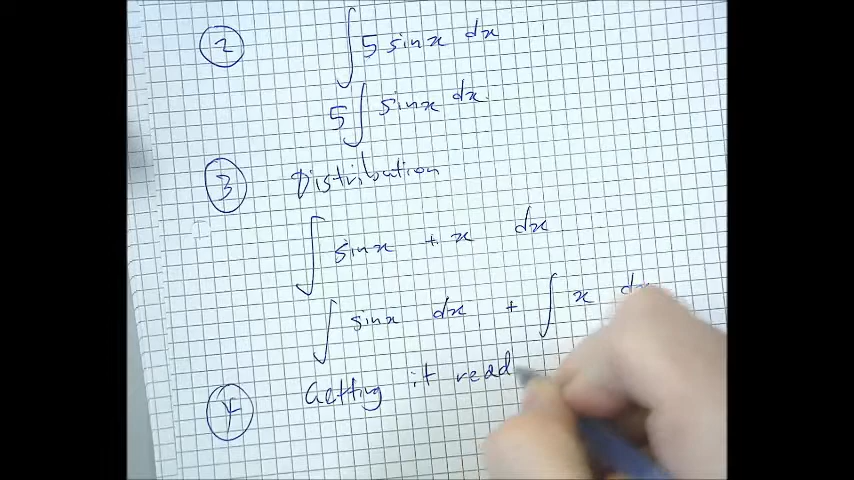 2 ∫ 5 sinx dx
5 ∫ sinx dx
3 Distribution
∫ sinx + x dx
∫ sinx dx + ∫ x dx
4 Getting it read